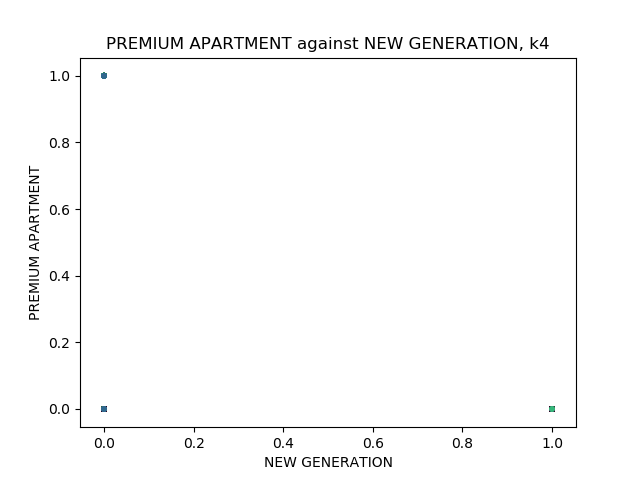 PREMIUM APARTMENT against NEW GENERATION, k4
1.0
0.8
0.6
0.4
0.2
0.0
PREMIUM APARTMENT
0.0 0.2 0.4 0.6 0.8 1.0
NEW GENERATION